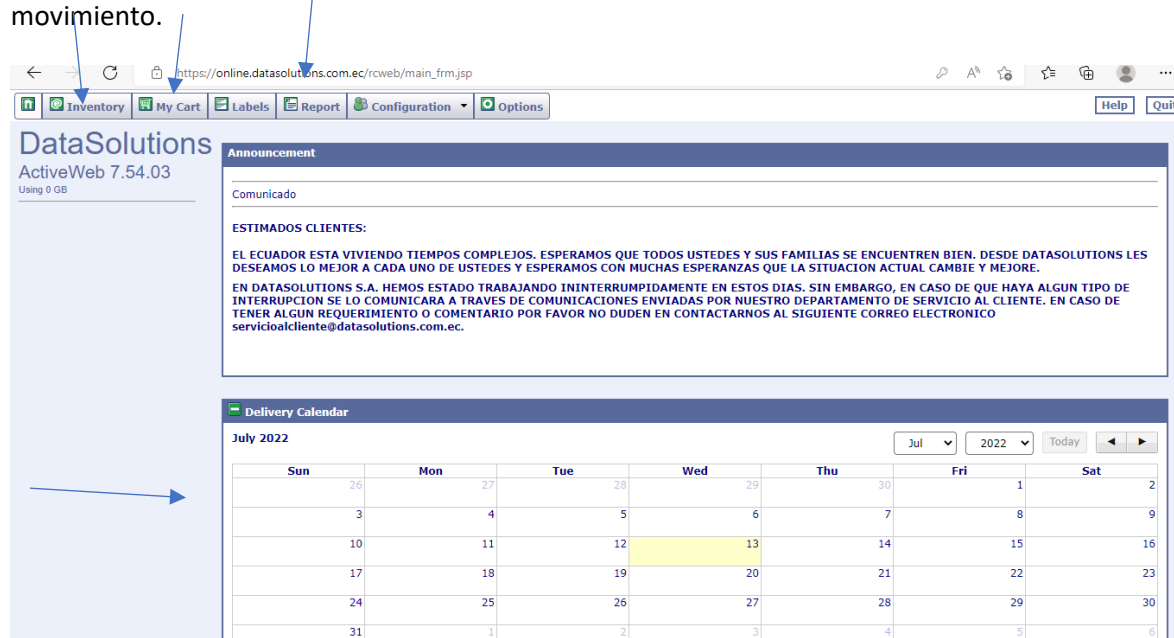 movimiento.
https://online.datasolutions.com.ec/rcweb/main_frm.jsp
Inventory My Cart Labels Report Configuration Options Help Quit
DataSolutions
ActiveWeb 7.54.03
Using 0 GB
Announcement
Comunicado
ESTIMADOS CLIENTES:
EL ECUADOR ESTA VIVIENDO TIEMPOS COMPLEJOS. ESPERAMOS QUE TODOS USTEDES Y SUS FAMILIAS SE ENCUENTREN BIEN. DESDE DATASOLUTIONS LES
DESEAMOS LO MEJOR A CADA UNO DE USTEDES Y ESPERAMOS CON MUCHAS ESPERANZAS QUE LA SITUACION ACTUAL CAMBIE Y MEJORE.
EN DATASOLUTIONS S.A. HEMOS ESTADO TRABAJANDO ININTERRUMPIDAMENTE EN ESTOS DIAS. SIN EMBARGO, EN CASO DE QUE HAYA ALGUN TIPO DE
INTERRUPCION SE LO COMUNICARA A TRAVES DE COMUNICACIONES ENVIADAS POR NUESTRO DEPARTAMENTO DE SERVICIO AL CLIENTE. EN CASO DE
TENER ALGUN REQUERIMIENTO O COMENTARIO POR FAVOR NO DUDEN EN CONTACTARNOS AL SIGUIENTE CORREO ELECTRONICO
servicioalcliente@datasolutions.com.ec.
Delivery Calendar
July 2022 Jul 2022 Today
Sun Mon Tue Wed Thu Fri Sat
26 27 28 29 30 1 2
3 4 5 6 7 8 9
10 11 12 13 14 15 16
17 18 19 20 21 22 23
24 25 26 27 28 29 30
31 1 2 3 4 5 6